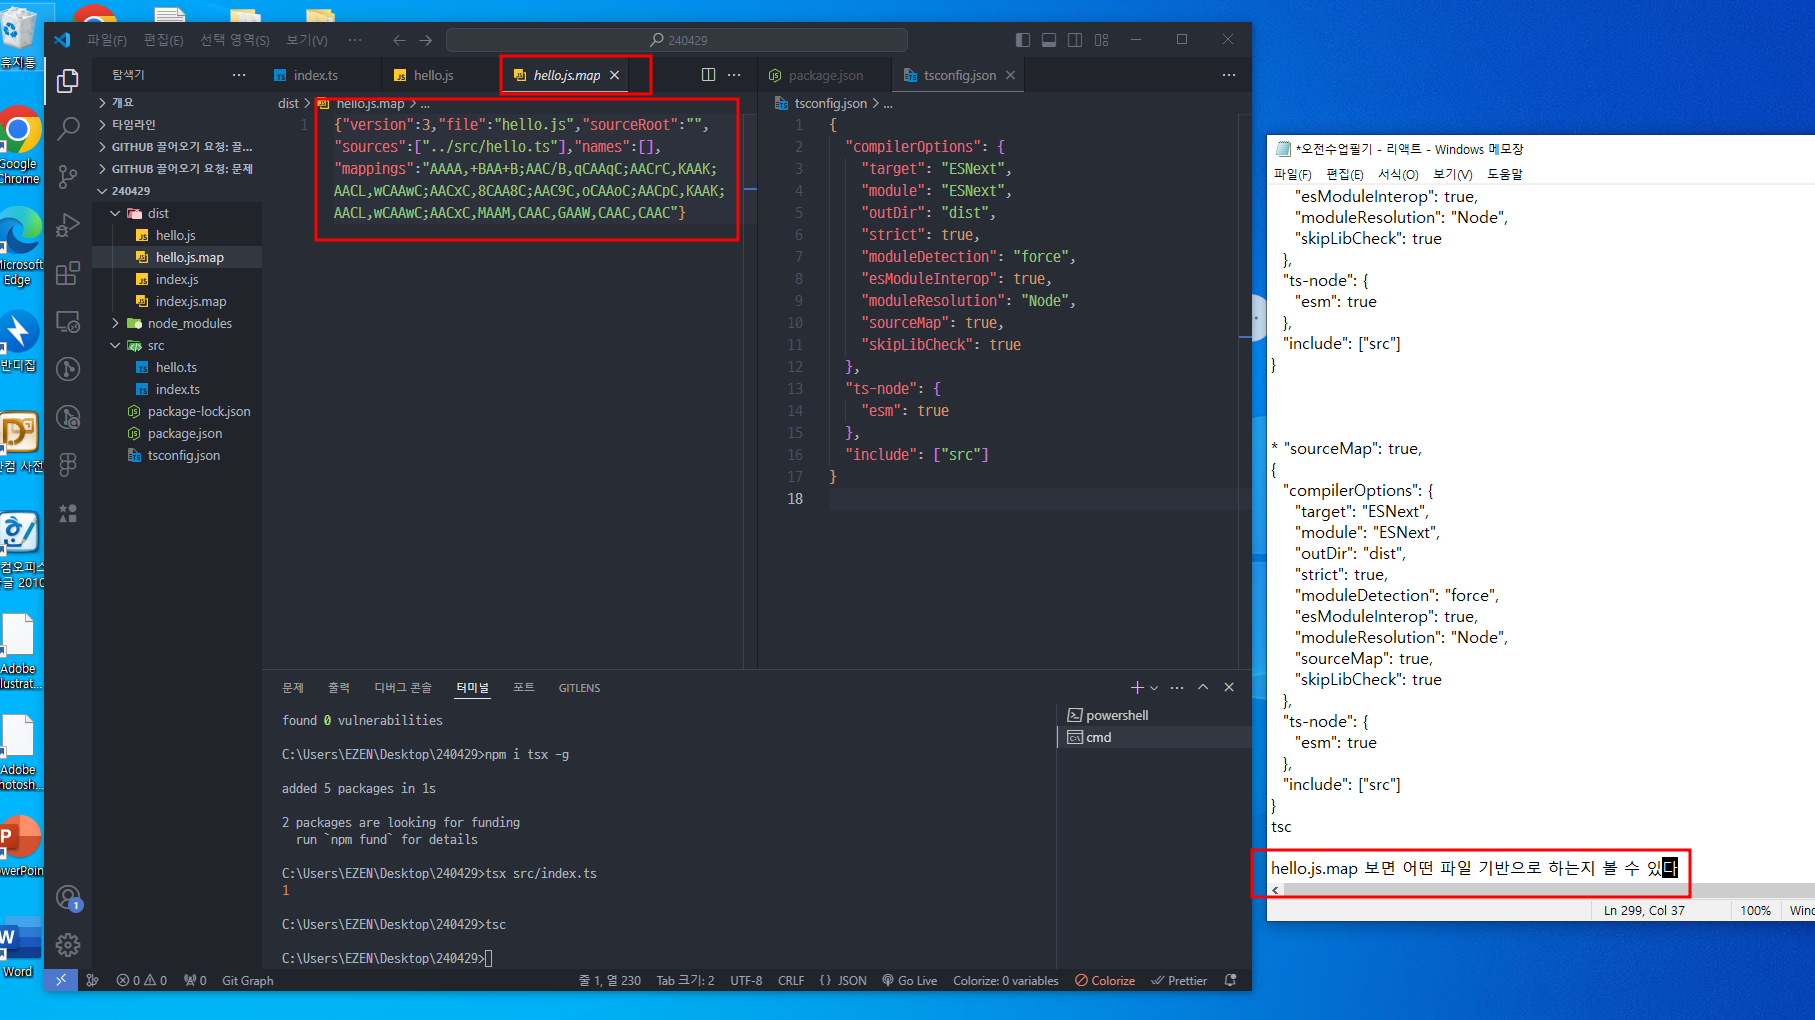 휴지통
Google
Chrome
Microsoft
Edge
반디집
한컴 사전
한컴오피스
한글 2010
Adobe
Illustrat...
Adobe
Photosh...
PowerPoin
Word
파일(F) 편집(E) 선택 영역(S) 보기(V) ···
240429
탐색기 ···
개요
타임라인
GITHUB 끌어오기 요청: 끌...
GITHUB 끌어오기 요청: 문제
240429
dist
hello.js
hello.js.map
index.js
index.js.map
node_modules
src
hello.ts
index.ts
package-lock.json
package.json
tsconfig.json
index.ts hello.js hello.js.map
dist > hello.js.map > ...
1 {"version":3,"file":"hello.js","sourceRoot":"",
"sources":["../src/hello.ts"],"names":[],
"mappings":"AAAA,+BAA+B;AAC/B,qCAAqC;AACrC,KAAK;
AACL,wCAAwC;AACxC,8CAA8C;AAC9C,oCAAoC;AACpC,KAAK;
AACL,wCAAwC;AACxC,MAAM,CAAC,GAAW,CAAC,CAAC"}
package.json tsconfig.json
tsconfig.json > ...
1 {
2 "compilerOptions": {
3 "target": "ESNext",
4 "module": "ESNext",
5 "outDir": "dist",
6 "strict": true,
7 "moduleDetection": "force",
8 "esModuleInterop": true,
9 "moduleResolution": "Node",
10 "sourceMap": true,
11 "skipLibCheck": true
12 },
13 "ts-node": {
14 "esm": true
15 },
16 "include": ["src"]
17 }
18
문제 출력 디버그 콘솔 터미널 포트 GITLENS
found 0 vulnerabilities
C:\Users\EZEN\Desktop\240429>npm i tsx -g
added 5 packages in 1s
2 packages are looking for funding
run `npm fund` for details
C:\Users\EZEN\Desktop\240429>tsx src/index.ts
1
C:\Users\EZEN\Desktop\240429>tsc
C:\Users\EZEN\Desktop\240429>
powershell
cmd
1
0 0 0 Git Graph 줄 1, 열 230 Tab 크기: 2 UTF-8 CRLF {} JSON Go Live Colorize: 0 variables Colorize Prettier
*오전수업필기 - 리액트 - Windows 메모장
파일(F) 편집(E) 서식(O) 보기(V) 도움말
"esModuleInterop": true,
"moduleResolution": "Node",
"skipLibCheck": true
},
"ts-node": {
"esm": true
},
"include": ["src"]
}
* "sourceMap": true,
{
"compilerOptions": {
"target": "ESNext",
"module": "ESNext",
"outDir": "dist",
"strict": true,
"moduleDetection": "force",
"esModuleInterop": true,
"moduleResolution": "Node",
"sourceMap": true,
"skipLibCheck": true
},
"ts-node": {
"esm": true
},
"include": ["src"]
}
tsc
hello.js.map 보면 어떤 파일 기반으로 하는지 볼 수 있다
Ln 299, Col 37 100% Wind